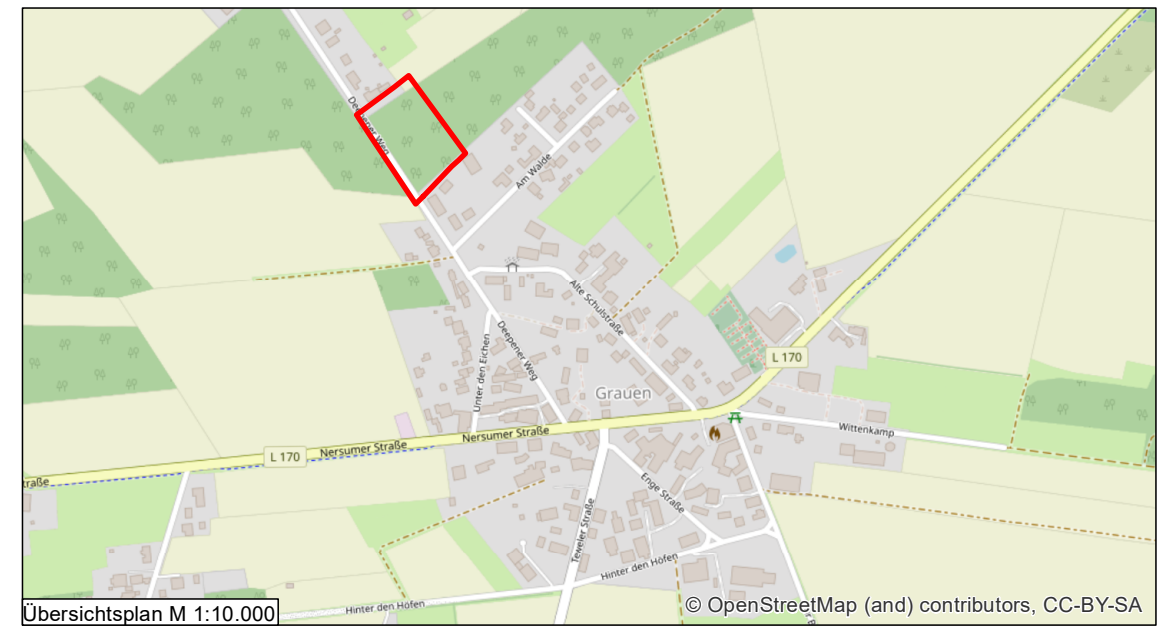 Deepener Weg
Am Walde
Alte Schulstraße
Deepener Weg
Unter den Eichen
L 170
Grauen
Nersumer Straße
Wittenkamp
Nersumer Straße
L 170
raße
Enge Straße
Teweler Straße
Hinter den Höfen
Hinter den Höfen
© OpenStreetMap (and) contributors, CC-BY-SA
Übersichtsplan M 1:10.000